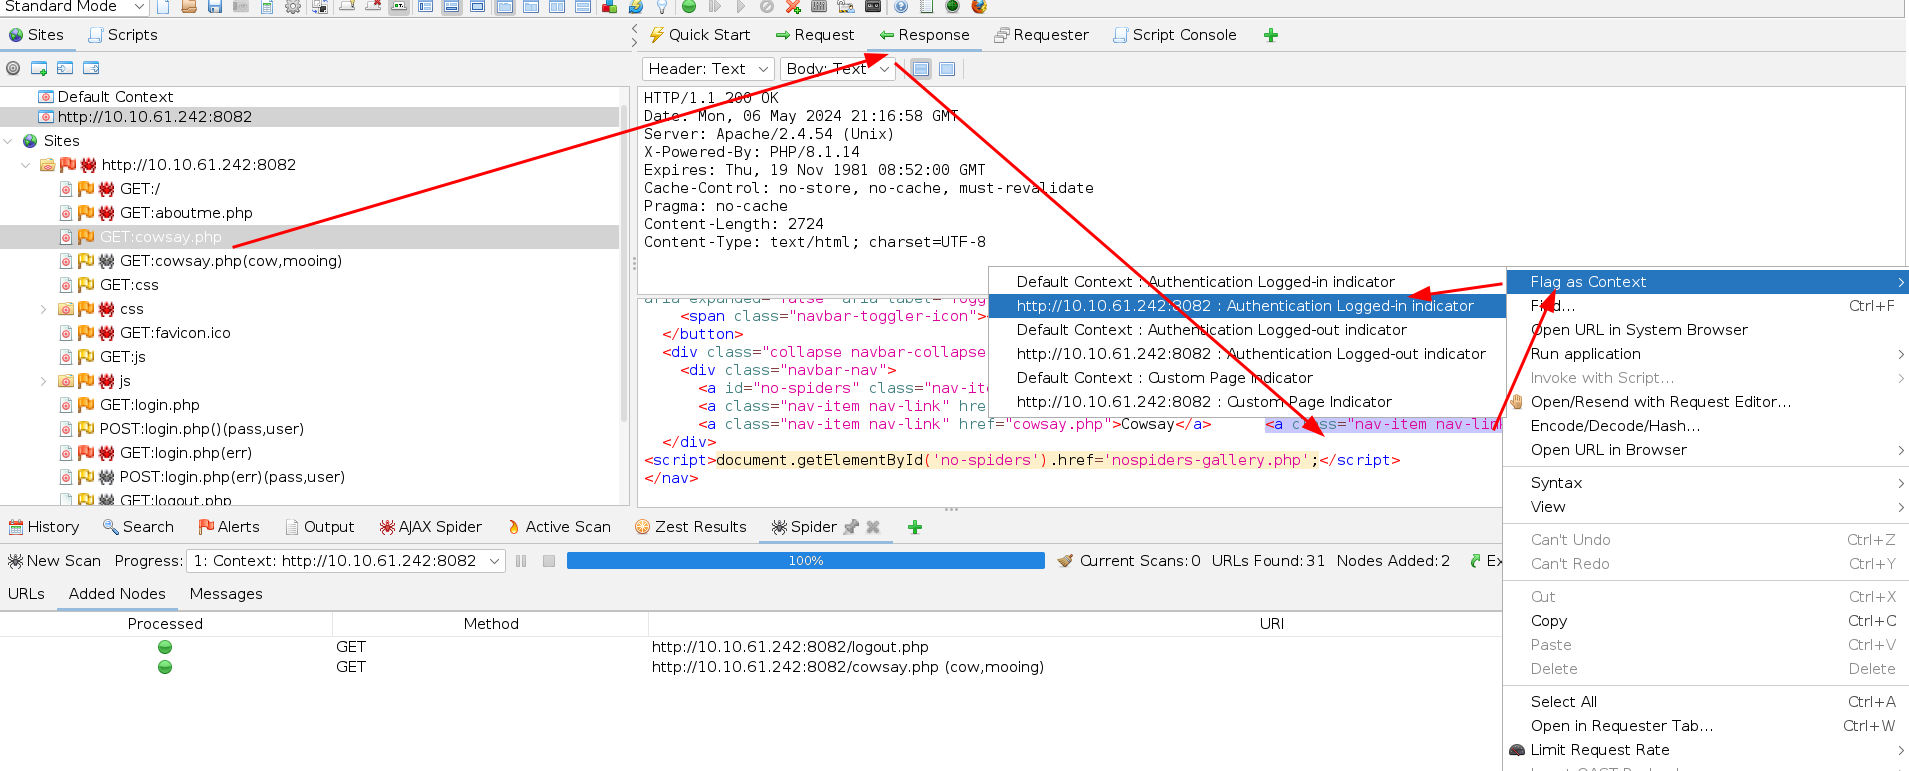 Standard Mode
Sites
Scripts
Quick Start
Request
Response
Requester
Script Console
Header: Text
Body: Text
Default Context
http://10.10.61.242:8082
Sites
http://10.10.61.242:8082
GET:/
GET:aboutme.php
GET:cowsay.php
GET:cowsay.php(cow,mooing)
GET:css
css
GET:favicon.ico
GET:js
js
GET:login.php
POST:login.php()(pass,user)
GET:login.php(err)
POST:login.php(err)(pass,user)
GET:logout.php
HTTP/1.1 200 OK
Date: Mon, 06 May 2024 21:16:58 GMT
Server: Apache/2.4.54 (Unix)
X-Powered-By: PHP/8.1.14
Expires: Thu, 19 Nov 1981 08:52:00 GMT
Cache-Control: no-store, no-cache, must-revalidate
Pragma: no-cache
Content-Length: 2724
Content-Type: text/html; charset=UTF-8
aria-expanded="false" aria-label="Togg
<span class="navbar-toggler-icon">
</button>
<div class="collapse navbar-collapse
<div class="navbar-nav">
<a id="no-spiders" class="nav-ite
<a class="nav-item nav-link" href
<a class="nav-item nav-link" href="cowsay.php">Cowsay</a> <a class="nav-item nav-link
</div>
<script>document.getElementById('no-spiders').href='nospiders-gallery.php';</script>
</nav>
Default Context : Authentication Logged-in indicator
http://10.10.61.242:8082 : Authentication Logged-in indicator
Default Context : Authentication Logged-out indicator
http://10.10.61.242:8082 : Authentication Logged-out indicator
Default Context : Custom Page Indicator
http://10.10.61.242:8082 : Custom Page Indicator
Flag as Context
Find... Ctrl+F
Open URL in System Browser
Run application
Invoke with Script...
Open/Resend with Request Editor...
Encode/Decode/Hash...
Open URL in Browser
Syntax
View
Can't Undo Ctrl+Z
Can't Redo Ctrl+Y
Cut Ctrl+X
Copy Ctrl+C
Paste Ctrl+V
Delete Delete
Select All Ctrl+A
Open in Requester Tab... Ctrl+W
Limit Request Rate
History
Search
Alerts
Output
AJAX Spider
Active Scan
Zest Results
Spider
New Scan Progress: 1: Context: http://10.10.61.242:8082 100% Current Scans: 0 URLs Found: 31 Nodes Added: 2 Ex
URLs Added Nodes Messages
Processed Method URI
GET http://10.10.61.242:8082/logout.php
GET http://10.10.61.242:8082/cowsay.php (cow,mooing)